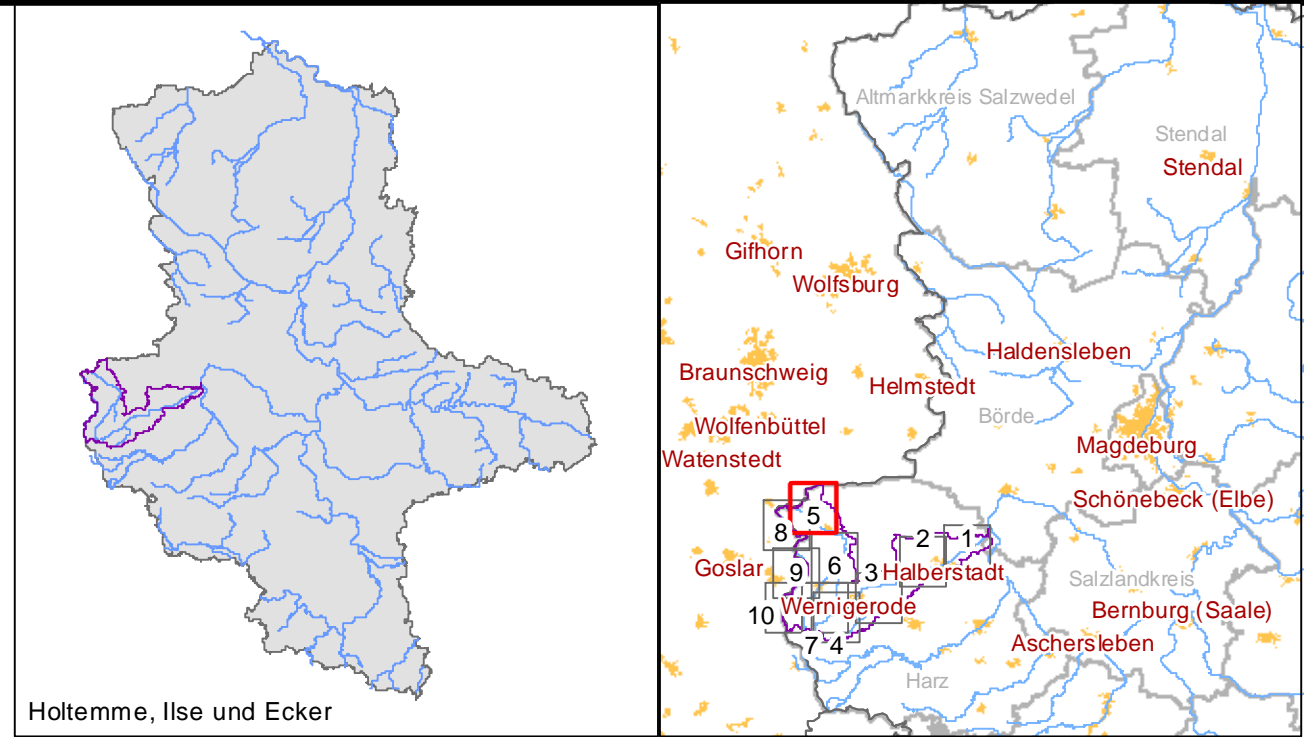 Holtemme, Ilse und Ecker
Altmarkkreis Salzwedel
Stendal
Stendal
Gifhorn
Wolfsburg
Haldensleben
Braunschweig
Helmstedt
Börde
Wolfenbüttel
Magdeburg
Watenstedt
Schönebeck (Elbe)
5
8
2
1
Goslar
9
6
3
Halberstadt
Salzlandkreis
10
Wernigerode
Bernburg (Saale)
7
4
Aschersleben
Harz